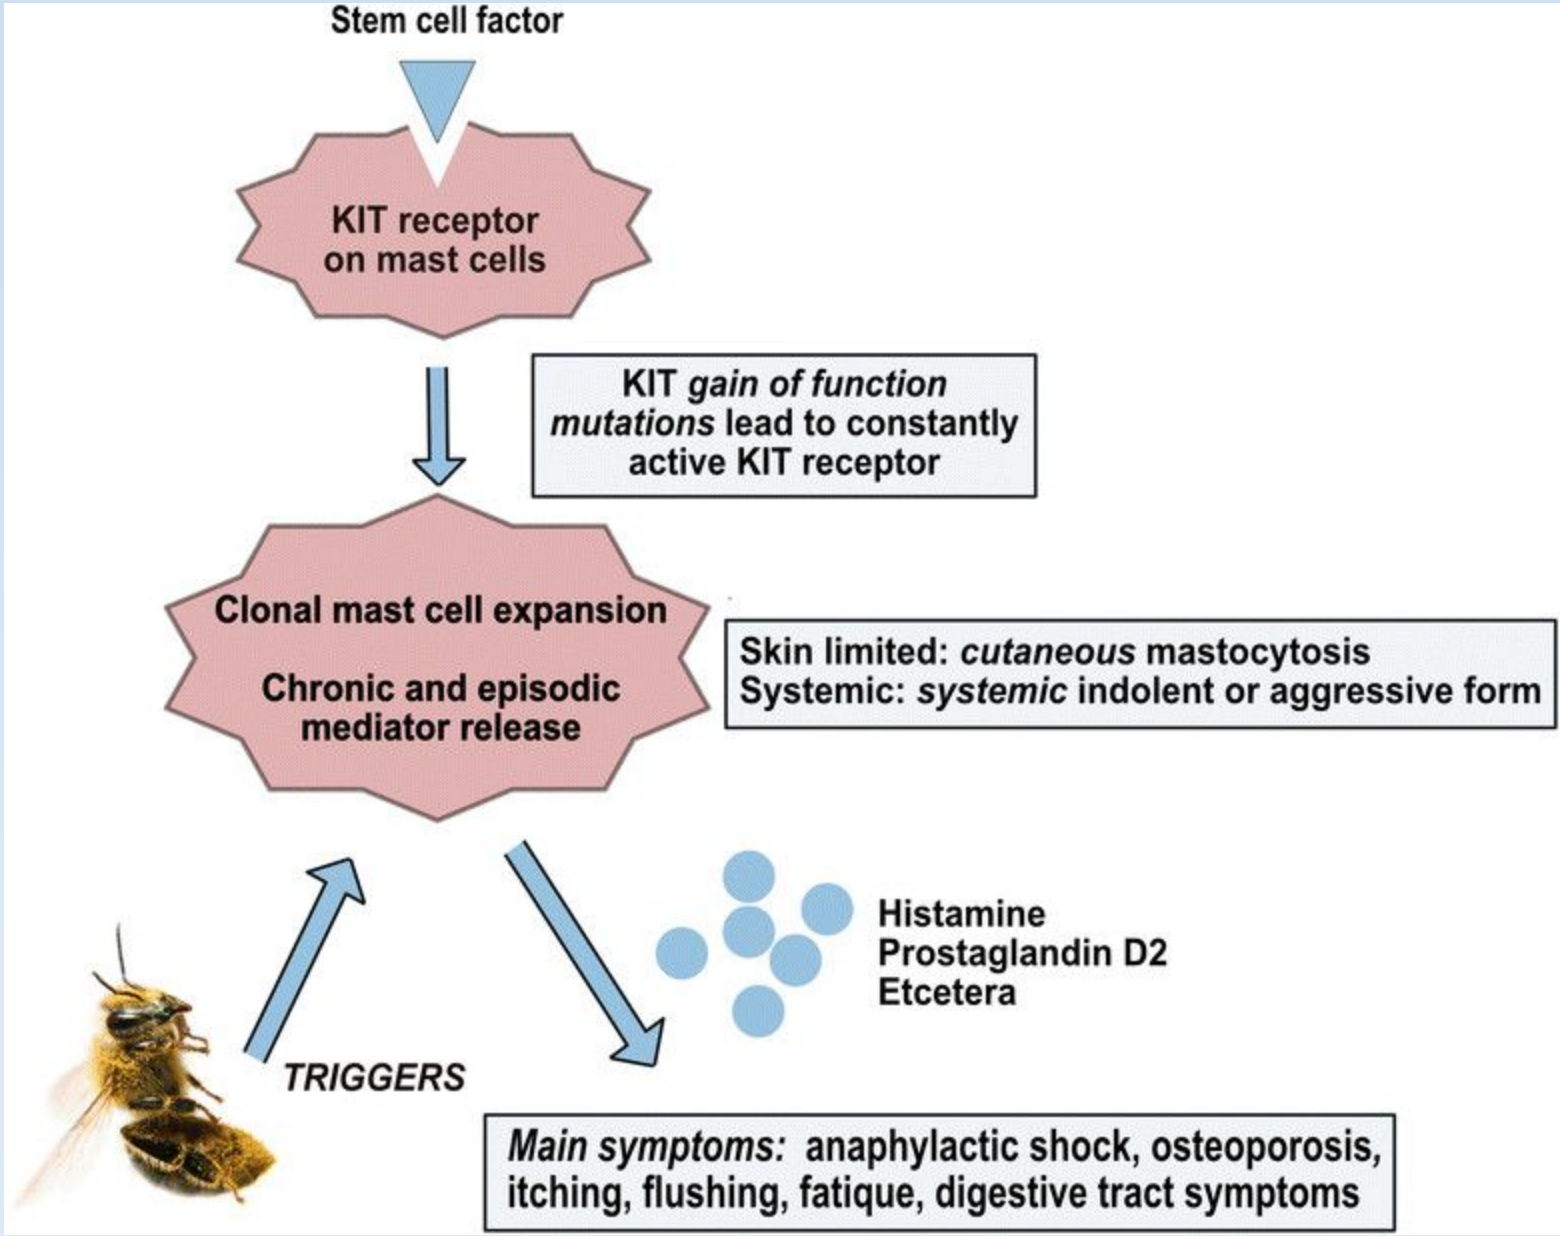 Stem cell factor
KIT receptor
on mast cells
KIT gain of function
mutations lead to constantly
active KIT receptor
Clonal mast cell expansion
Chronic and episodic
mediator release
Skin limited: cutaneous mastocytosis
Systemic: systemic indolent or aggressive form
Histamine
Prostaglandin D2
Etcetera
TRIGGERS
Main symptoms: anaphylactic shock, osteoporosis,
itching, flushing, fatique, digestive tract symptoms